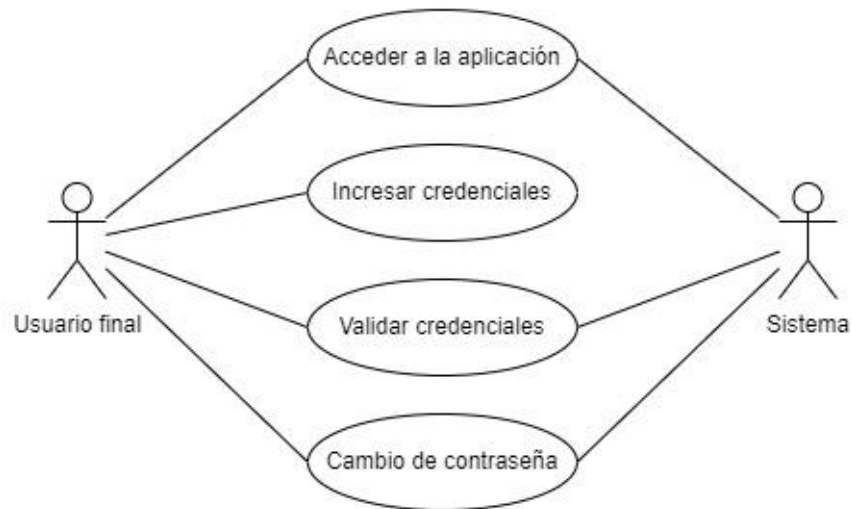 Acceder a la aplicación
Incresar credenciales
Validar credenciales
Usuario final
Sistema
Cambio de contraseña